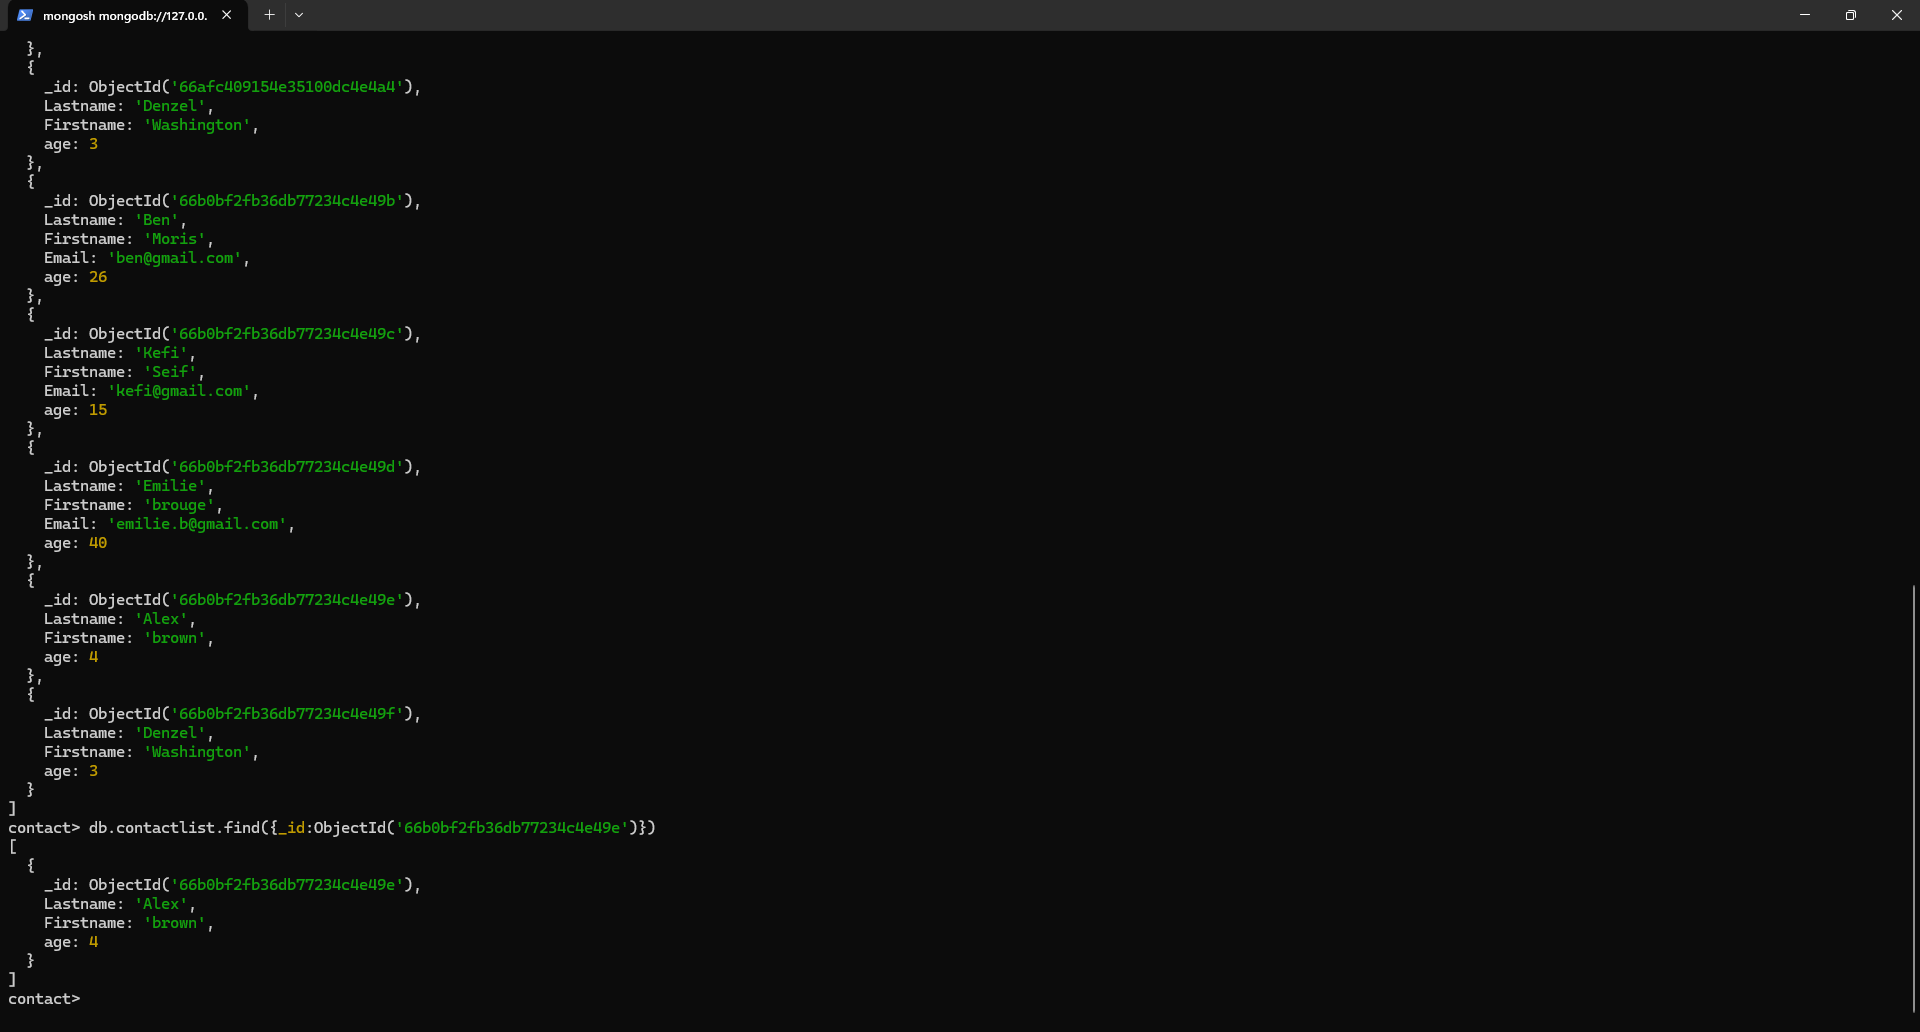 mongosh mongodb://127.0.0.
  },
  {
    _id: ObjectId('66afc409154e35100dc4e4a4'),
    Lastname: 'Denzel',
    Firstname: 'Washington',
    age: 3
  },
  {
    _id: ObjectId('66b0bf2fb36db77234c4e49b'),
    Lastname: 'Ben',
    Firstname: 'Moris',
    Email: 'ben@gmail.com',
    age: 26
  },
  {
    _id: ObjectId('66b0bf2fb36db77234c4e49c'),
    Lastname: 'Kefi',
    Firstname: 'Seif',
    Email: 'kefi@gmail.com',
    age: 15
  },
  {
    _id: ObjectId('66b0bf2fb36db77234c4e49d'),
    Lastname: 'Emilie',
    Firstname: 'brouge',
    Email: 'emilie.b@gmail.com',
    age: 40
  },
  {
    _id: ObjectId('66b0bf2fb36db77234c4e49e'),
    Lastname: 'Alex',
    Firstname: 'brown',
    age: 4
  },
  {
    _id: ObjectId('66b0bf2fb36db77234c4e49f'),
    Lastname: 'Denzel',
    Firstname: 'Washington',
    age: 3
  }
]
contact> db.contactlist.find({_id:ObjectId('66b0bf2fb36db77234c4e49e')})
[
  {
    _id: ObjectId('66b0bf2fb36db77234c4e49e'),
    Lastname: 'Alex',
    Firstname: 'brown',
    age: 4
  }
]
contact>